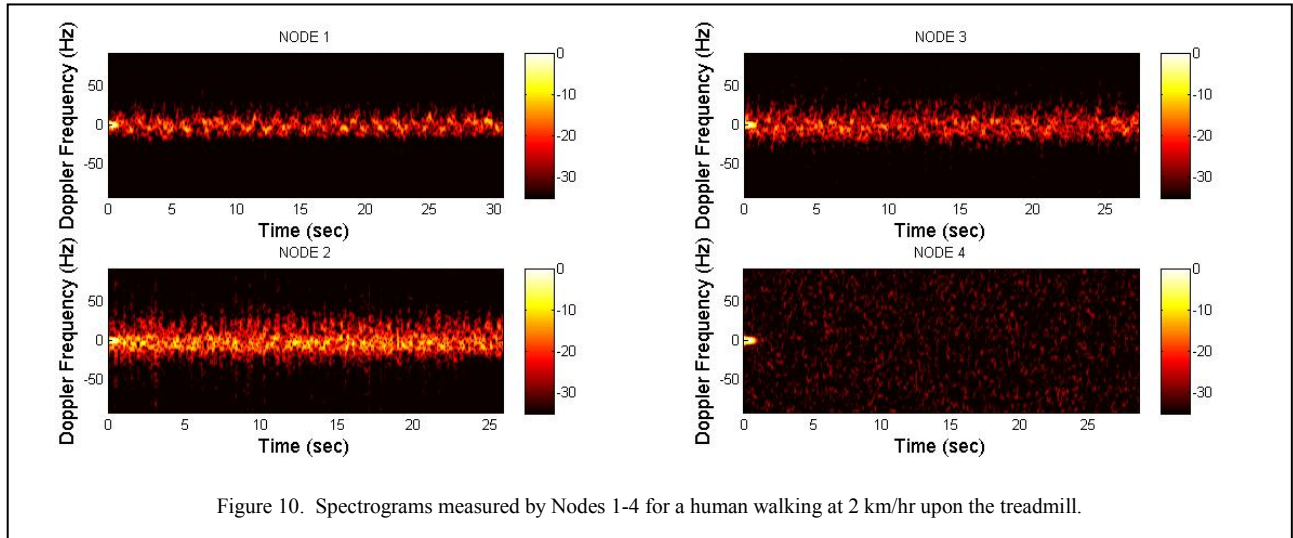 NODE 1
Doppler Frequency (Hz)
50
0
-50
0 5 10 15 20 25 30
Time (sec)
0
-10
-20
-30
NODE 3
Doppler Frequency (Hz)
50
0
-50
0 5 10 15 20 25
Time (sec)
0
-10
-20
-30
NODE 2
Doppler Frequency (Hz)
50
0
-50
0 5 10 15 20 25
Time (sec)
0
-10
-20
-30
NODE 4
Doppler Frequency (Hz)
50
0
-50
0 5 10 15 20 25
Time (sec)
0
-10
-20
-30
Figure 10. Spectrograms measured by Nodes 1-4 for a human walking at 2 km/hr upon the treadmill.